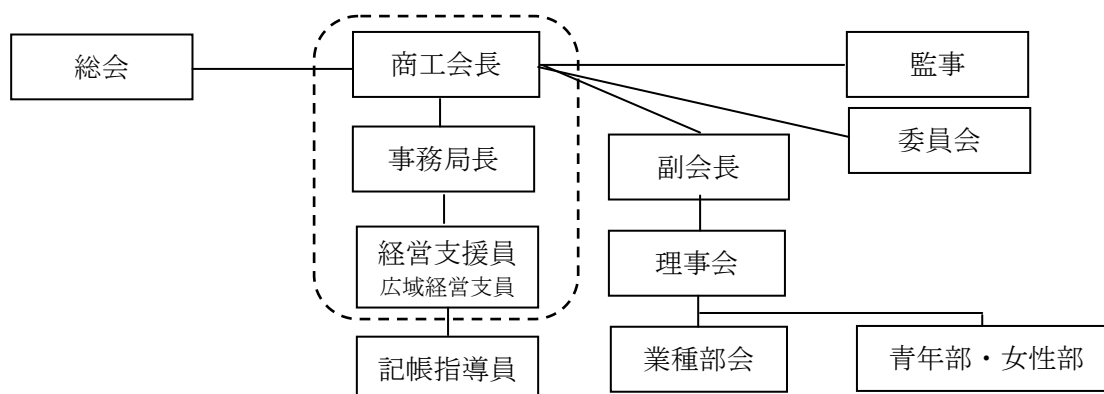 総会
商工会長
監事
委員会
事務局長
副会長
経営支援員
広域経営支員
理事会
記帳指導員
業種部会
青年部・女性部